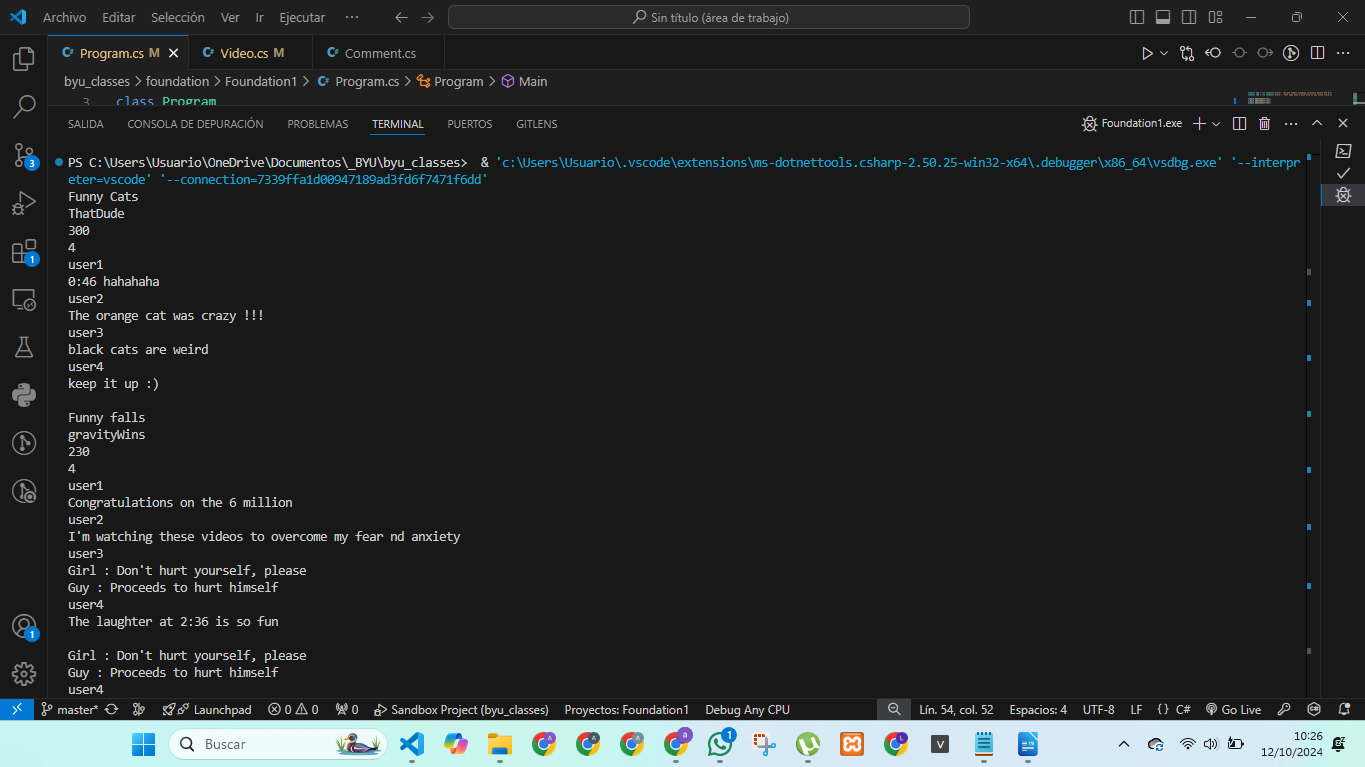 Archivo Editar Selección Ver Ir Ejecutar ··· Sin título (área de trabajo)
Program.cs M Video.cs M Comment.cs
byu_classes > foundation > Foundation1 > Program.cs > Program > Main
3 class Program
SALIDA CONSOLA DE DEPURACIÓN PROBLEMAS TERMINAL PUERTOS GITLENS Foundation1.exe
PS C:\Users\Usuario\OneDrive\Documentos\_BYU\byu_classes> & 'c:\Users\Usuario\.vscode\extensions\ms-dotnettools.csharp-2.50.25-win32-x64\.debugger\x86_64\vsdbg.exe' '--interpr
eter=vscode' '--connection=7339ffa1d00947189ad3fd6f7471f6dd'
Funny Cats
ThatDude
300
4
user1
0:46 hahahaha
user2
The orange cat was crazy !!!
user3
black cats are weird
user4
keep it up :)
Funny falls
gravityWins
230
4
user1
Congratulations on the 6 million
user2
I'm watching these videos to overcome my fear nd anxiety
user3
Girl : Don't hurt yourself, please
Guy : Proceeds to hurt himself
user4
The laughter at 2:36 is so fun
Girl : Don't hurt yourself, please
Guy : Proceeds to hurt himself
user4
3
1
1
master* Launchpad 0 0 0 Sandbox Project (byu_classes) Proyectos: Foundation1 Debug Any CPU Lín. 54, col. 52 Espacios: 4 UTF-8 LF {} C# Go Live
Buscar 1 10:26
12/10/2024